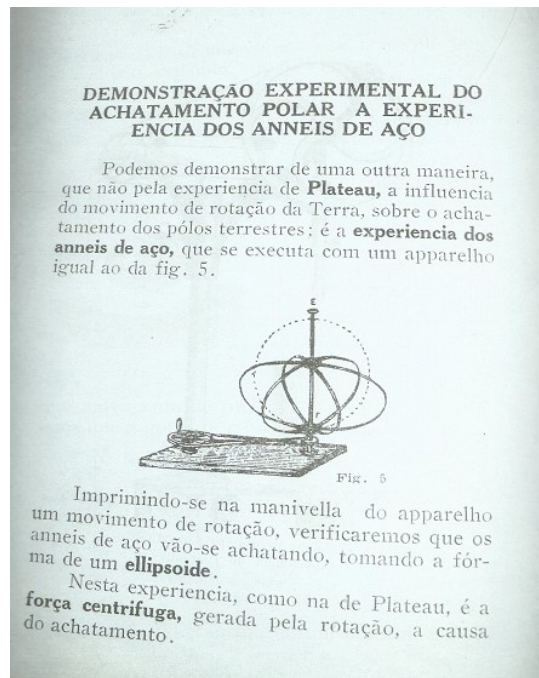 DEMONSTRAÇÃO EXPERIMENTAL DO
ACHATAMENTO POLAR A EXPERI-
ENCIA DOS ANNEIS DE AÇO
Podemos demonstrar de uma outra maneira,
que não pela experiencia de Plateau, a influencia
do movimento de rotação da Terra, sobre o acha-
tamento dos pólos terrestres: é a experiencia dos
anneis de aço, que se executa com um apparelho
igual ao da fig. 5.
E
Fig. 5
Imprimindo-se na manivella do apparelho
um movimento de rotação, verificaremos que os
anneis de aço vão-se achatando, tomando a fór-
ma de um ellipsoide.
Nesta experiencia, como na de Plateau, é a
força centrifuga, gerada pela rotação, a causa
do achatamento.